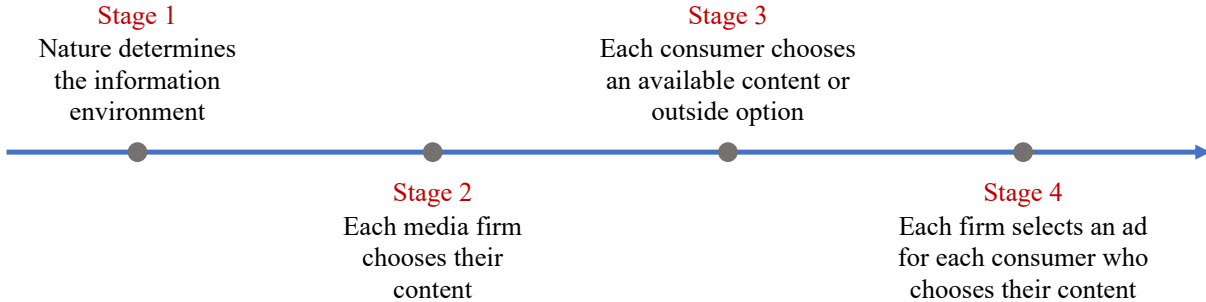 Stage 1
Nature determines
the information
environment
Stage 2
Each media firm
chooses their
content
Stage 3
Each consumer chooses
an available content or
outside option
Stage 4
Each firm selects an ad
for each consumer who
chooses their content